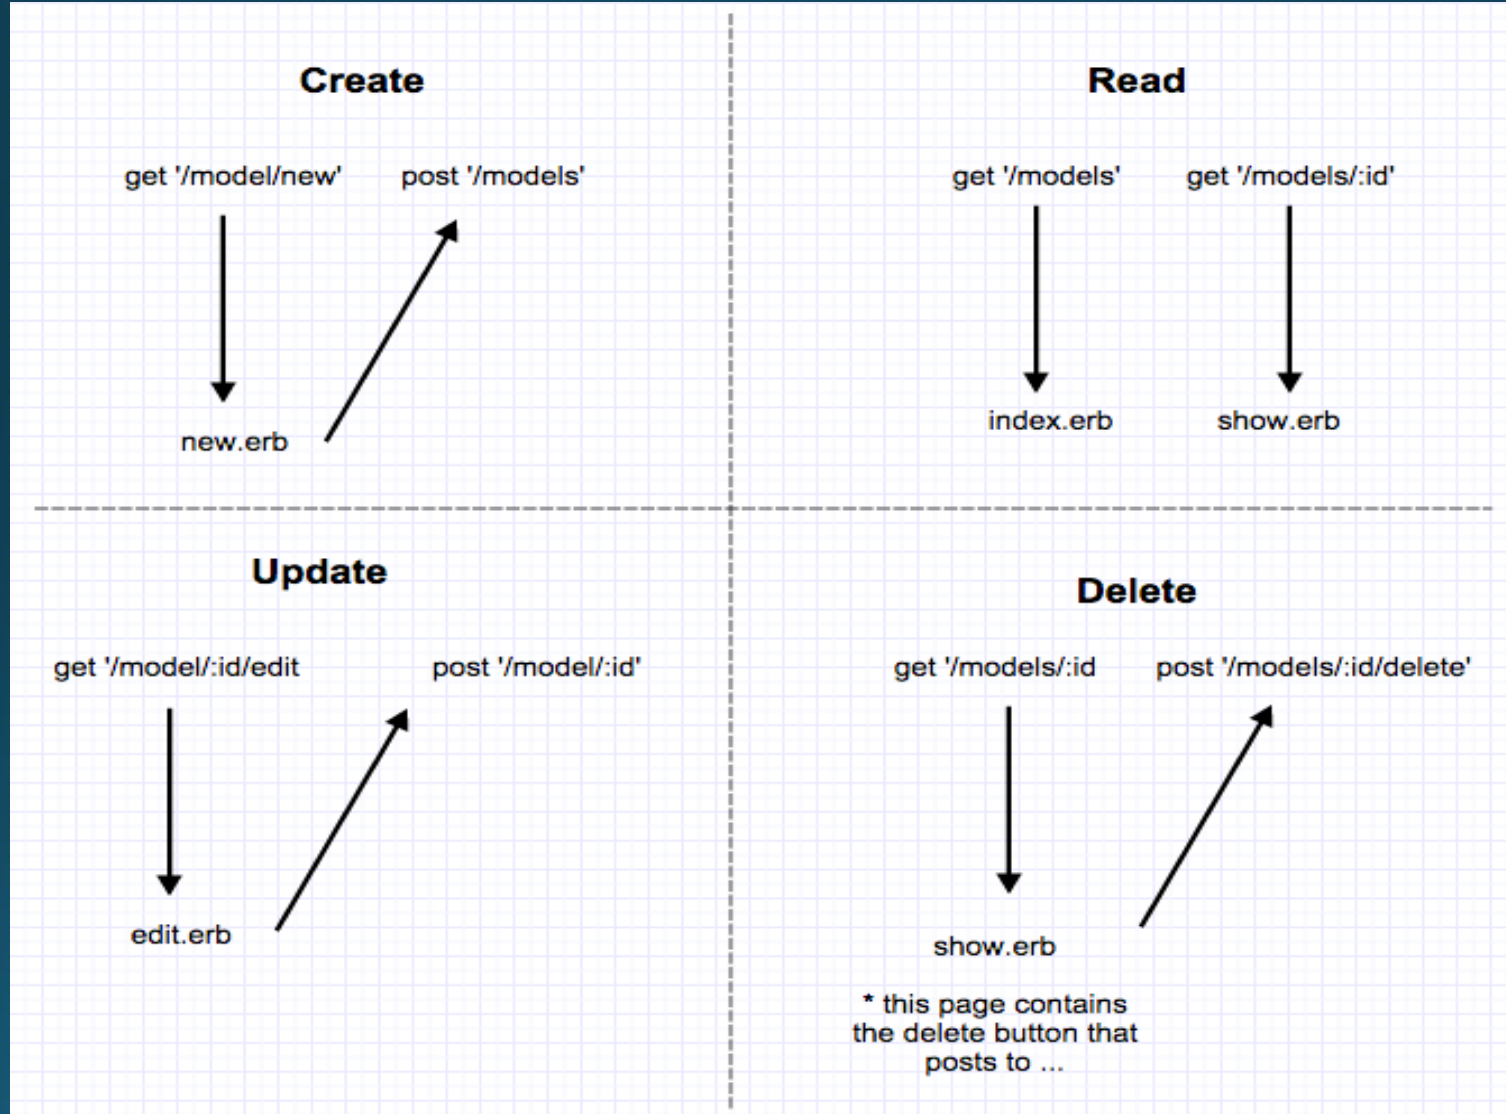 Create
get '/model/new'
post '/models'
new.erb
Read
get '/models'
get '/models/:id'
index.erb
show.erb
Update
get '/model/:id/edit
post '/model/:id'
edit.erb
Delete
get '/models/:id
post '/models/:id/delete'
show.erb
* this page contains
the delete button that
posts to ...